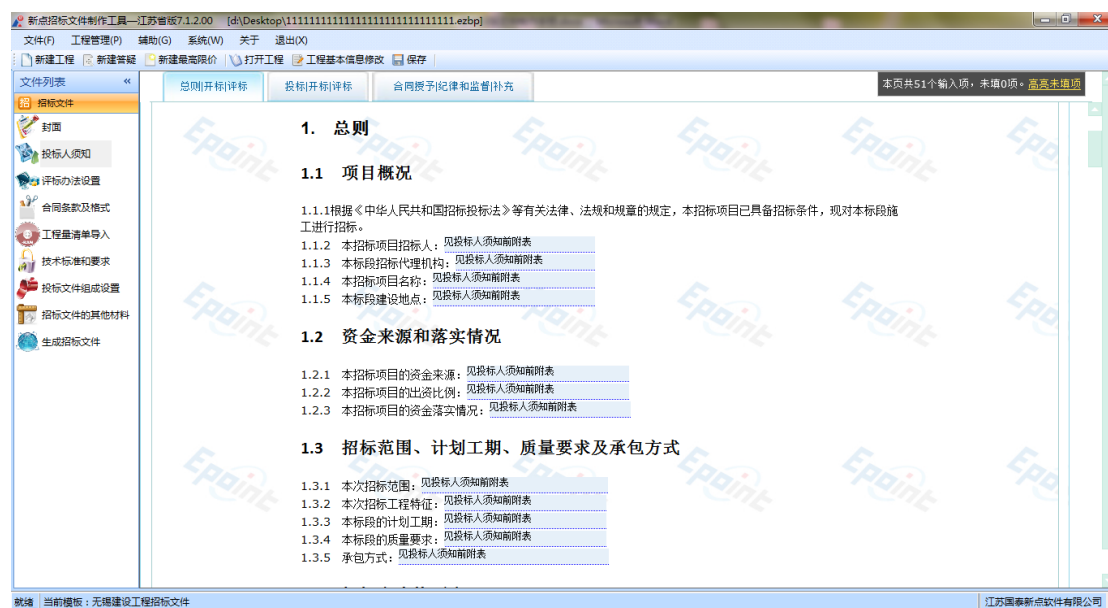 新点招标文件制作工具—江苏省版7.1.2.00 [d:\Desktop\1111111111111111111111111111.ezbp]
文件(F) 工程管理(P) 辅助(G) 系统(W) 关于 退出(X)
新建工程 新建答疑 新建最高限价 打开工程 工程基本信息修改 保存
文件列表 «
招 招标文件
封面
投标人须知
评标办法设置
合同条款及格式
工程量清单导入
技术标准和要求
投标文件组成设置
招标文件的其他材料
生成招标文件
总则|开标|评标 投标|开标|评标 合同授予|纪律和监督|补充
本页共51个输入项，未填0项。高亮未填项
1. 总则
1.1 项目概况
1.1.1根据《中华人民共和国招标投标法》等有关法律、法规和规章的规定，本招标项目已具备招标条件，现对本标段施
工进行招标。
1.1.2 本招标项目招标人：见投标人须知前附表
1.1.3 本标段招标代理机构：见投标人须知前附表
1.1.4 本招标项目名称：见投标人须知前附表
1.1.5 本标段建设地点：见投标人须知前附表
1.2 资金来源和落实情况
1.2.1 本招标项目的资金来源：见投标人须知前附表
1.2.2 本招标项目的出资比例：见投标人须知前附表
1.2.3 本招标项目的资金落实情况：见投标人须知前附表
1.3 招标范围、计划工期、质量要求及承包方式
1.3.1 本次招标范围：见投标人须知前附表
1.3.2 本次招标工程特征：见投标人须知前附表
1.3.3 本标段的计划工期：见投标人须知前附表
1.3.4 本标段的质量要求：见投标人须知前附表
1.3.5 承包方式：见投标人须知前附表
就绪 当前模板：无锡建设工程招标文件 江苏国泰新点软件有限公司